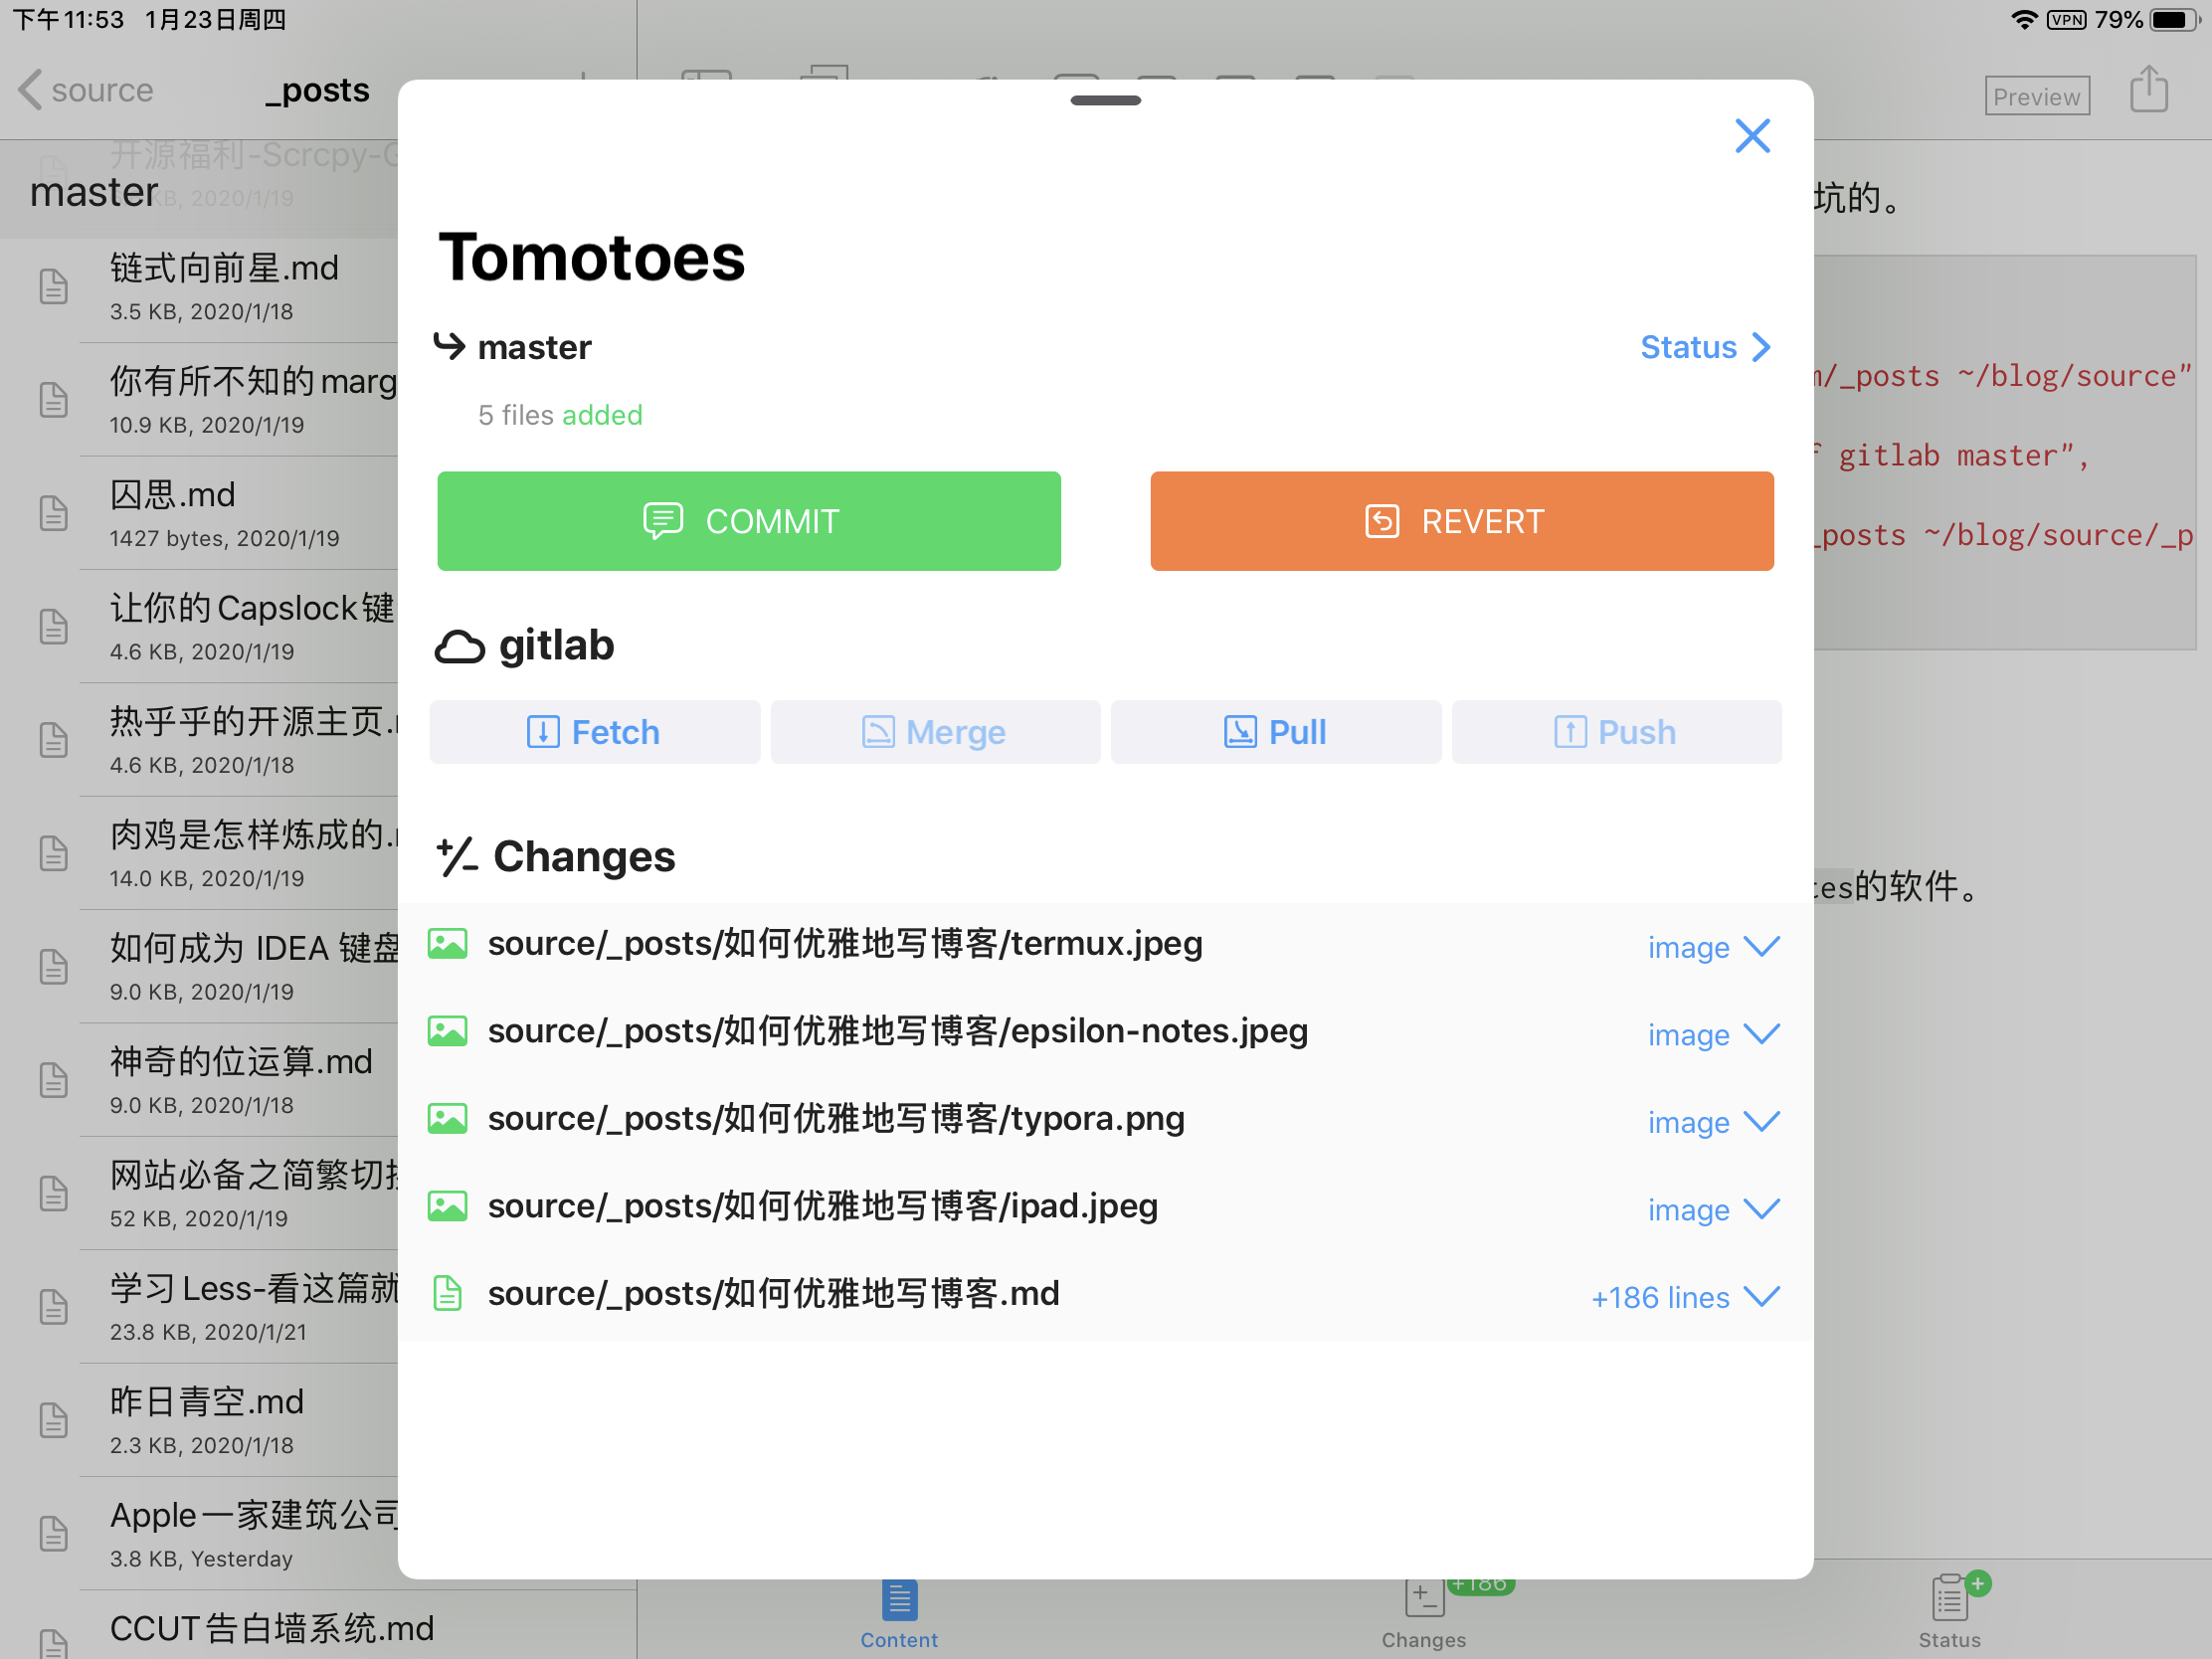 下午11:53 1月23日周四
VPN 79%
source
_posts
Preview
开源福利-Scrcpy-G
KB, 2020/1/19
master
链式向前星.md
3.5 KB, 2020/1/18
你有所不知的marg
10.9 KB, 2020/1/19
囚思.md
1427 bytes, 2020/1/19
让你的Capslock键
4.6 KB, 2020/1/19
热乎乎的开源主页.
4.6 KB, 2020/1/18
肉鸡是怎样炼成的.
14.0 KB, 2020/1/19
如何成为 IDEA 键盘
9.0 KB, 2020/1/19
神奇的位运算.md
9.0 KB, 2020/1/18
网站必备之简繁切换
52 KB, 2020/1/19
学习Less-看这篇就
23.8 KB, 2020/1/21
昨日青空.md
2.3 KB, 2020/1/18
Apple一家建筑公司
3.8 KB, Yesterday
CCUT告白墙系统.md
Tomotoes
master
Status
5 files added
COMMIT
REVERT
gitlab
Fetch
Merge
Pull
Push
Changes
source/_posts/如何优雅地写博客/termux.jpeg
image
source/_posts/如何优雅地写博客/epsilon-notes.jpeg
image
source/_posts/如何优雅地写博客/typora.png
image
source/_posts/如何优雅地写博客/ipad.jpeg
image
source/_posts/如何优雅地写博客.md
+186 lines
坑的。
/_posts ~/blog/source"
gitlab master",
_posts ~/blog/source/_p
es的软件。
Content
+186
Changes
Status